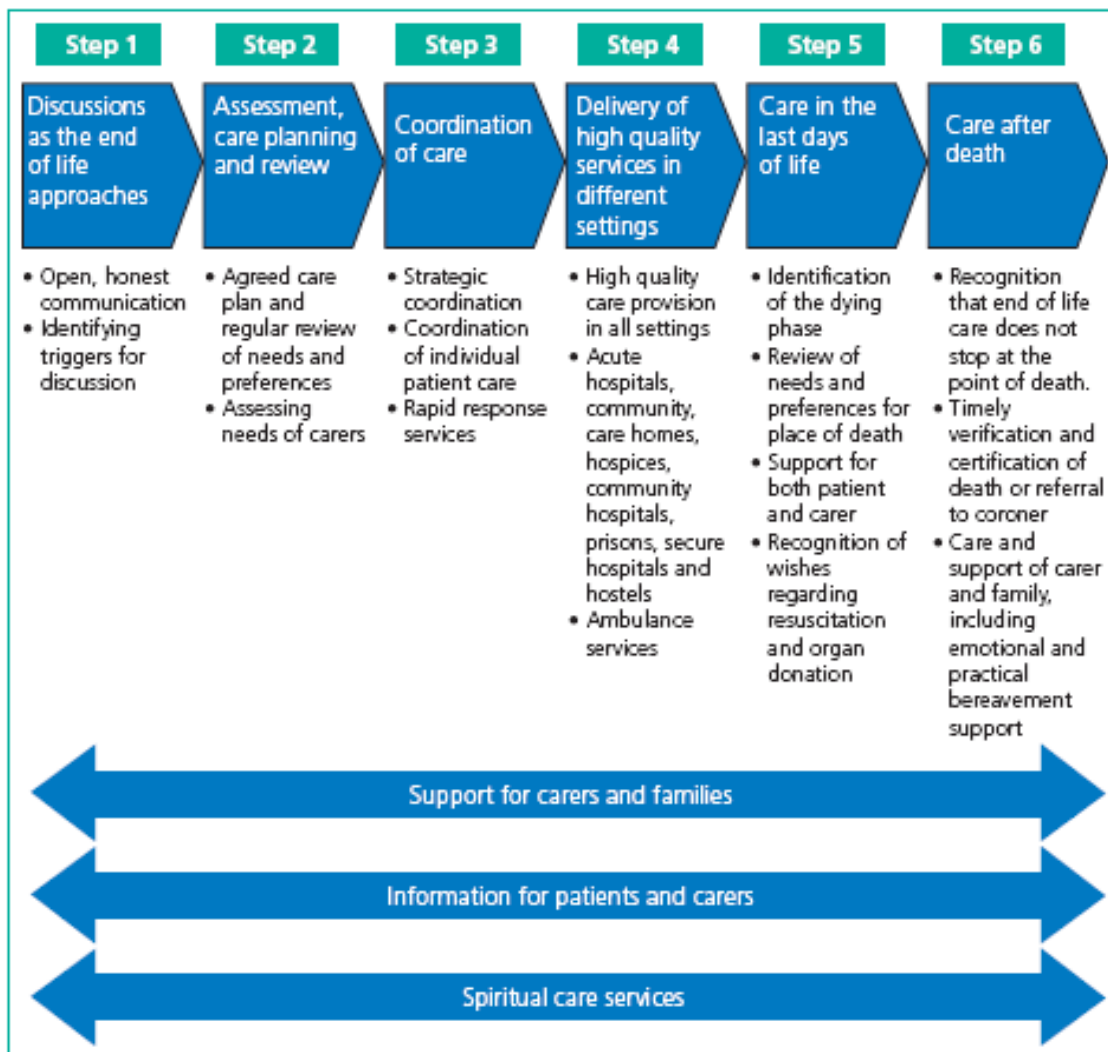 Step 1
Step 2
Step 3
Step 4
Step 5
Step 6
Discussions
as the end
of life
approaches
Assessment,
care planning
and review
Coordination
of care
Delivery of
high quality
services in
different
settings
Care in the
last days
of life
Care after
death
• Open, honest
communication
• Identifying
triggers for
discussion
• Agreed care
plan and
regular review
of needs and
preferences
• Assessing
needs of carers
• Strategic
coordination
• Coordination
of individual
patient care
• Rapid response
services
• High quality
care provision
in all settings
• Acute
hospitals,
community,
care homes,
hospices,
community
hospitals,
prisons, secure
hospitals and
hostels
• Ambulance
services
• Identification
of the dying
phase
• Review of
needs and
preferences for
place of death
• Support for
both patient
and carer
• Recognition of
wishes
regarding
resuscitation
and organ
donation
• Recognition
that end of life
care does not
stop at the
point of death.
• Timely
verification and
certification of
death or referral
to coroner
• Care and
support of carer
and family,
including
emotional and
practical
bereavement
support
Support for carers and families
Information for patients and carers
Spiritual care services